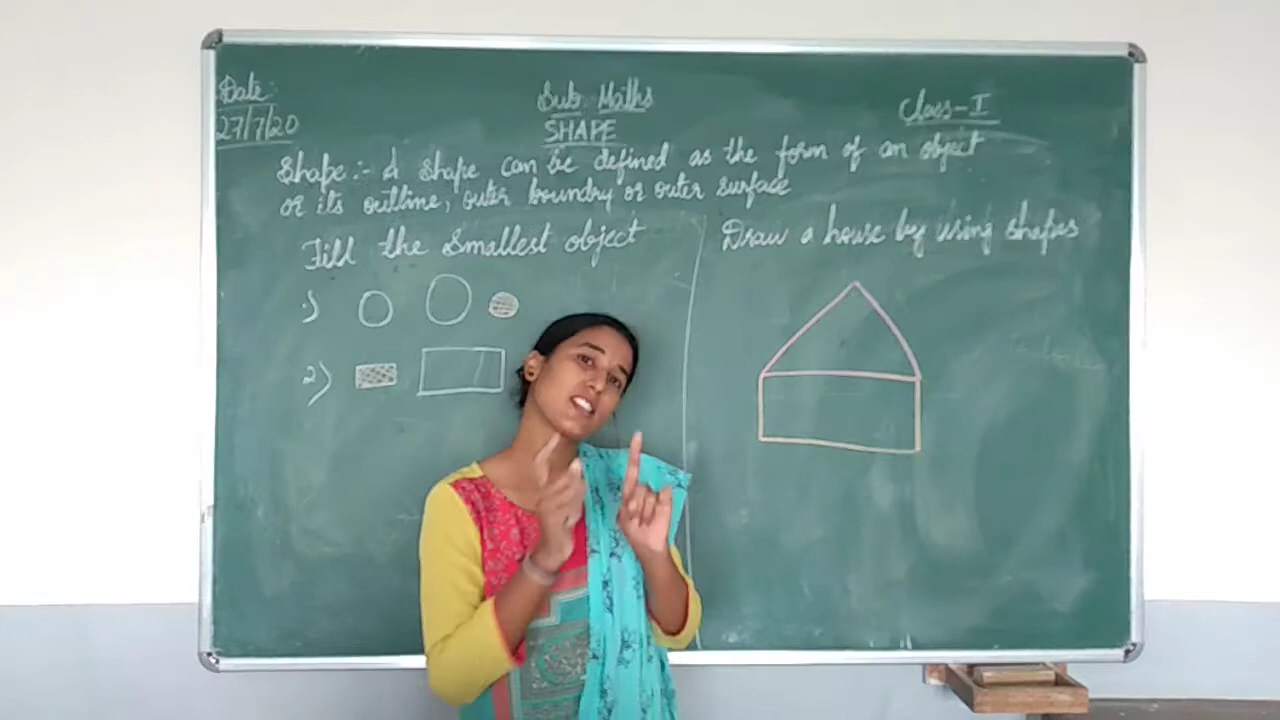 Date:
27/7/20
Sub: Maths
Class-I
SHAPE
Shape:- A shape can be defined as the form of an object
or its outline, outer boundry or outer surface
Fill the Smallest object
Draw a house by using shapes
1)
2)